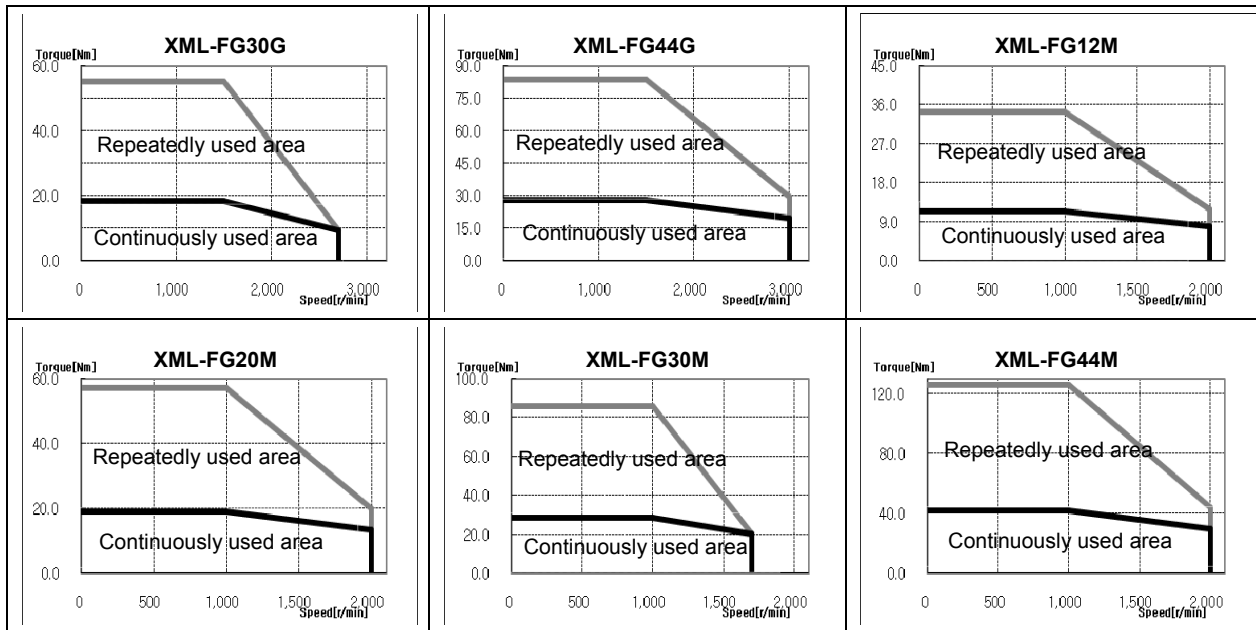 XML-FG30G
Torque[Nm]
60.0
40.0
20.0
0.0
Repeatedly used area
Continuously used area
0 1,000 2,000 3,000
Speed[r/min]
XML-FG44G
Torque[Nm]
90.0
75.0
60.0
45.0
30.0
15.0
0.0
Repeatedly used area
Continuously used area
0 1,000 2,000 3,000
Speed[r/min]
XML-FG12M
Torque[Nm]
45.0
36.0
27.0
18.0
9.0
0.0
Repeatedly used area
Continuously used area
0 500 1,000 1,500 2,000
Speed[r/min]
XML-FG20M
Torque[Nm]
60.0
40.0
20.0
0.0
Repeatedly used area
Continuously used area
0 500 1,000 1,500 2,000
Speed[r/min]
XML-FG30M
Torque[Nm]
100.0
80.0
60.0
40.0
20.0
0.0
Repeatedly used area
Continuously used area
0 500 1,000 1,500 2,000
Speed[r/min]
XML-FG44M
Torque[Nm]
120.0
80.0
40.0
0.0
Repeatedly used area
Continuously used area
0 500 1,000 1,500 2,000
Speed[r/min]